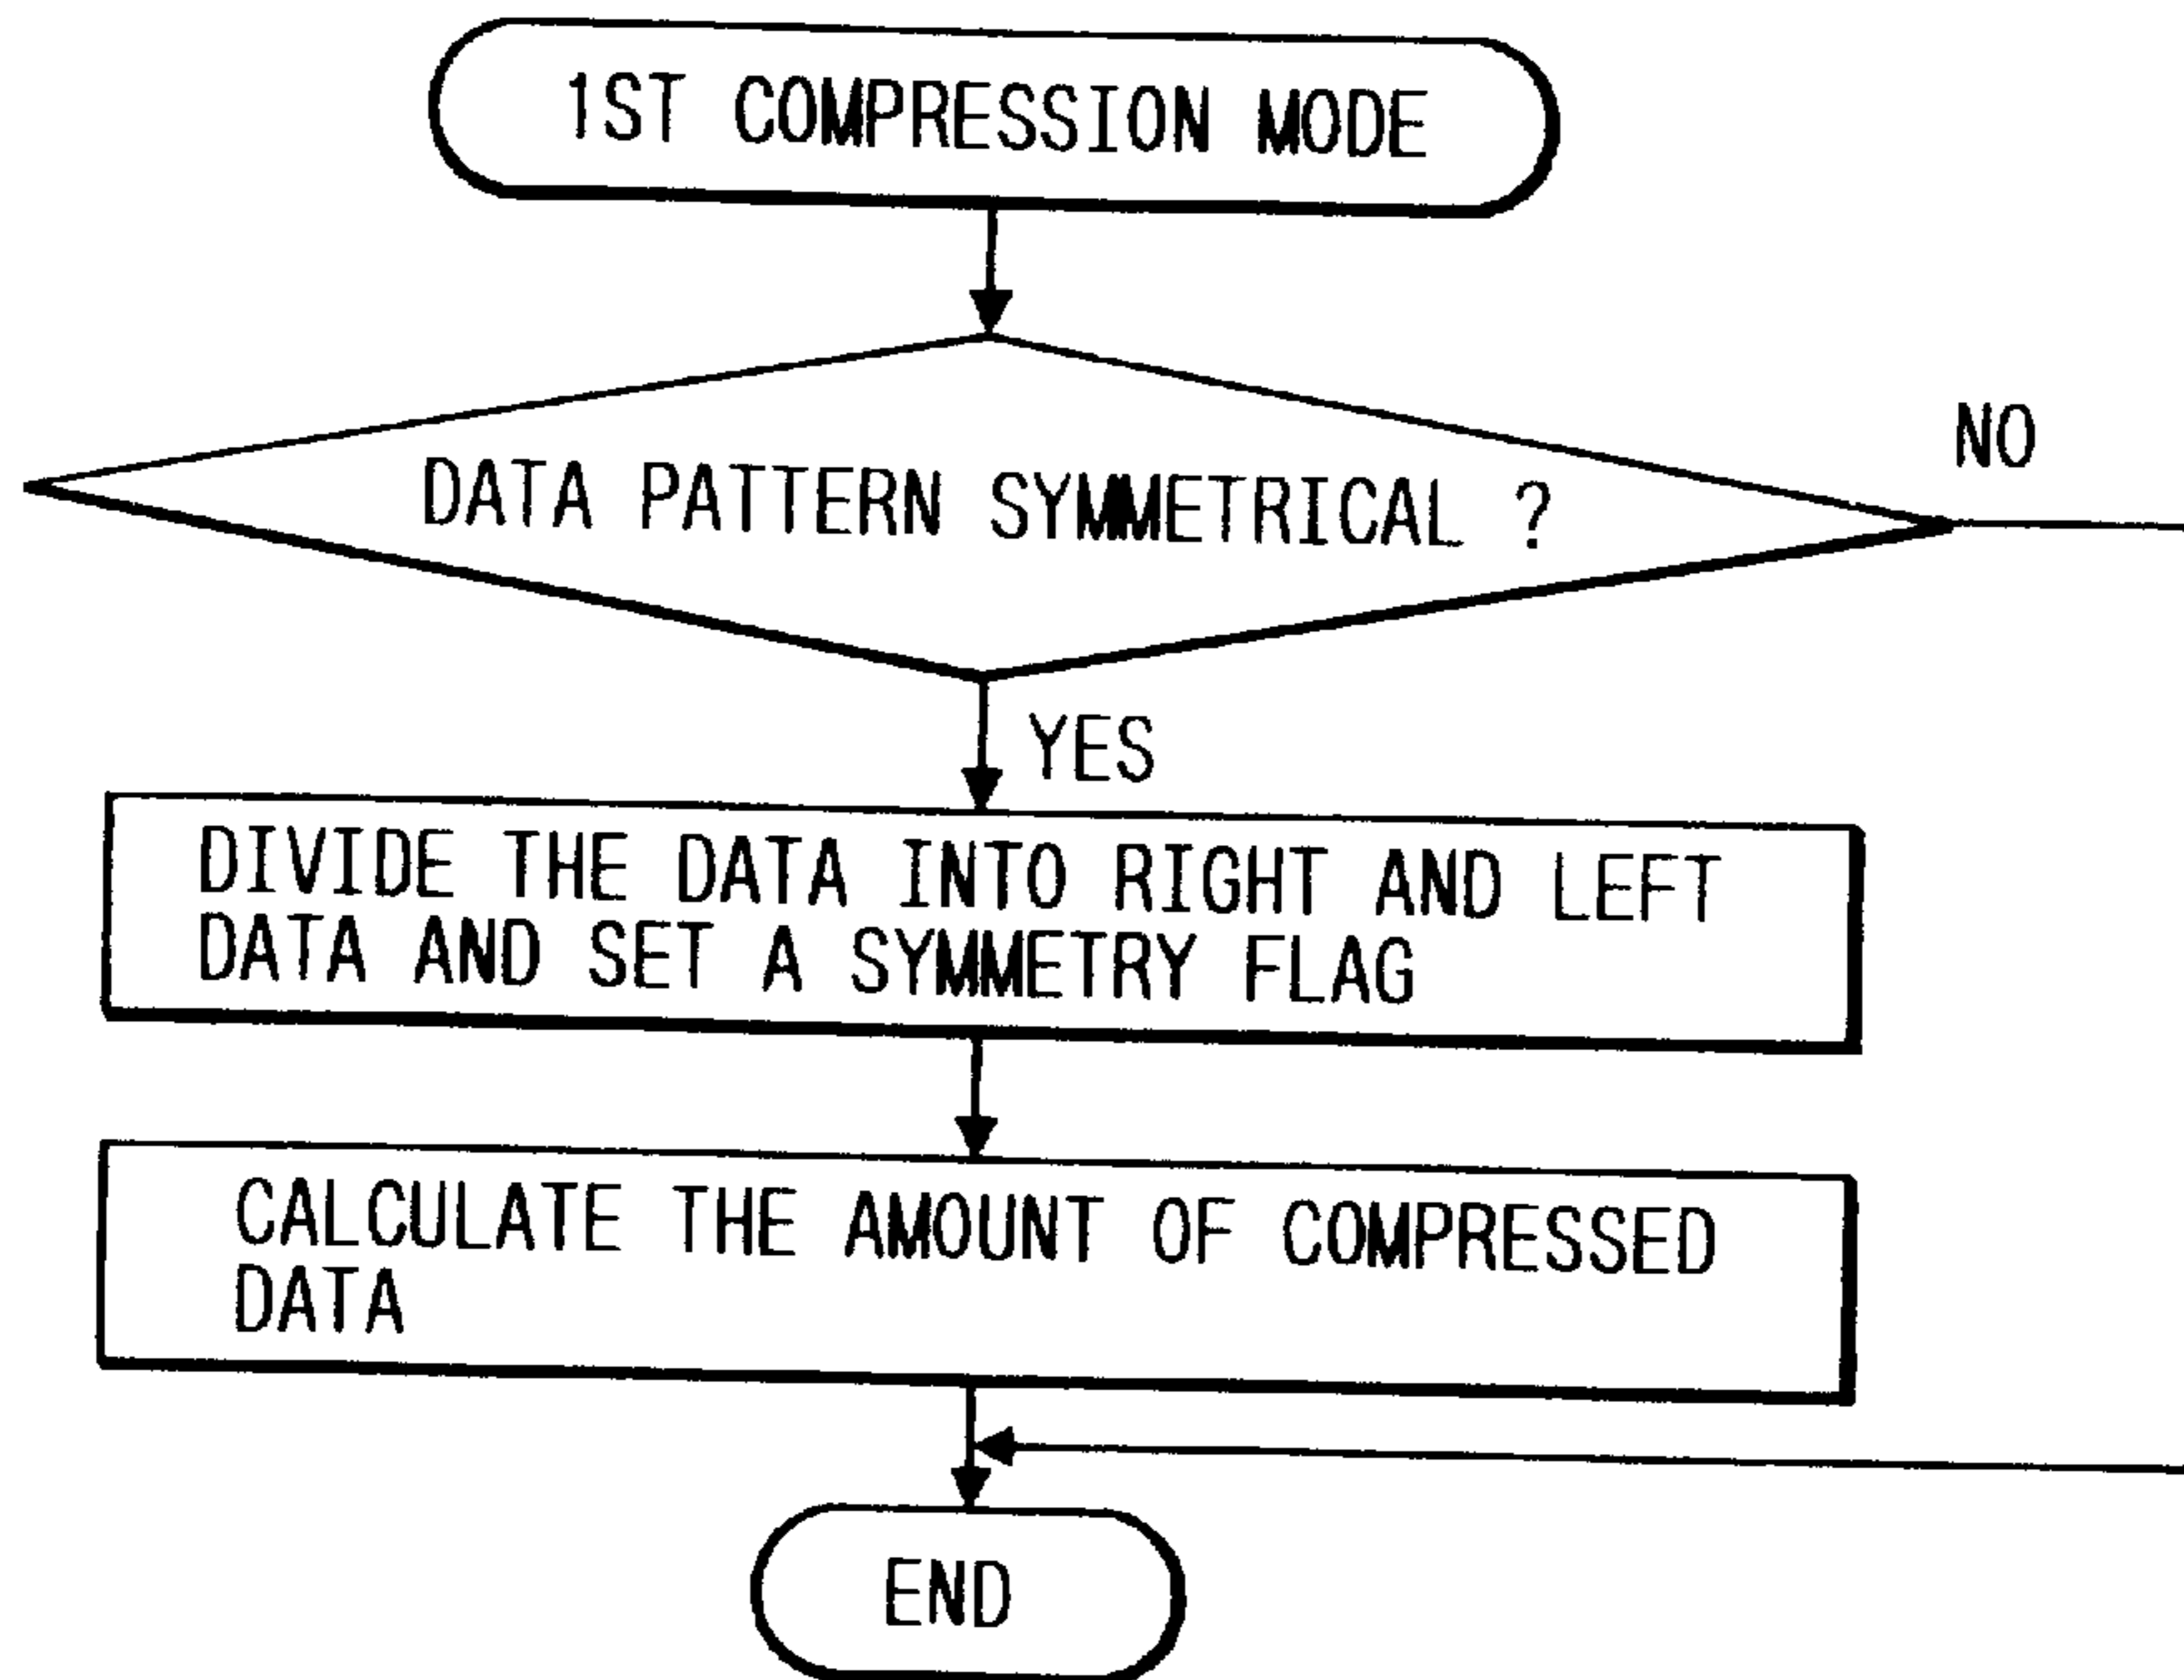 1ST COMPRESSION MODE
DATA PATTERN SYMMETRICAL ?
NO
YES
DIVIDE THE DATA INTO RIGHT AND LEFT
DATA AND SET A SYMMETRY FLAG
CALCULATE THE AMOUNT OF COMPRESSED
DATA
END